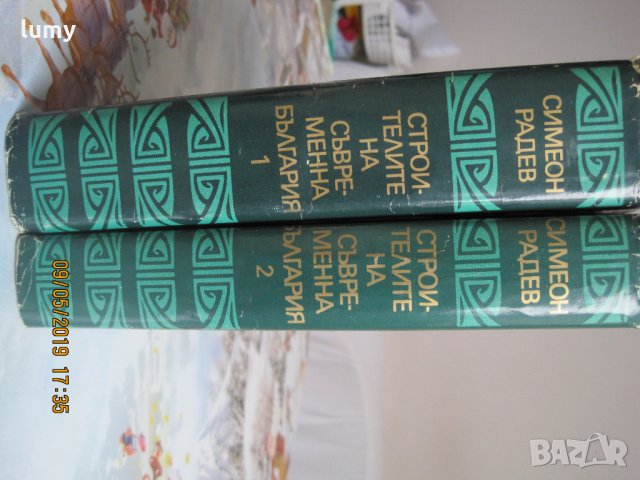 lumy
СИМЕОН
РАДЕВ
СТРОИ-
ТЕЛИТЕ
НА
СЪВРЕ-
МЕННА
БЪЛГАРИЯ
1
СИМЕОН
РАДЕВ
СТРОИ-
ТЕЛИТЕ
НА
СЪВРЕ-
МЕННА
БЪЛГАРИЯ
2
09/05/2019 17:35
BAZAR